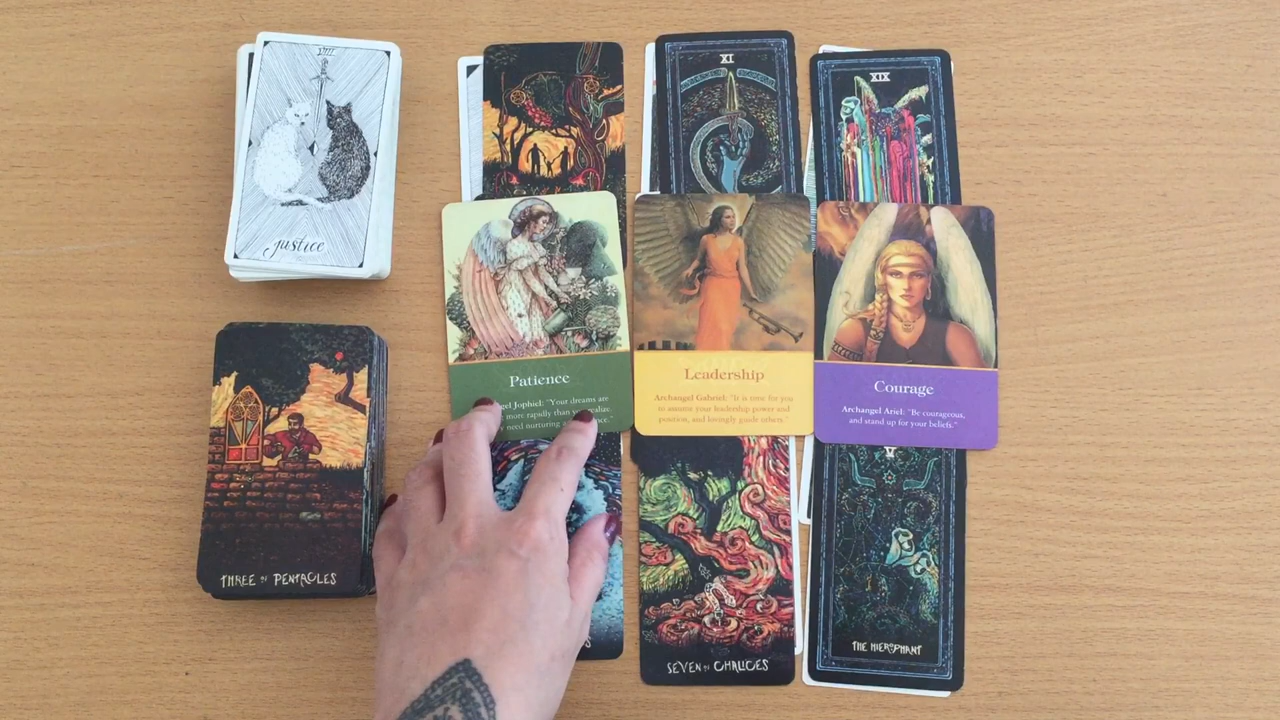 VIII
justice
XI
XIX
Patience
gel Jophiel: "Your dreams are
more rapidly than you realize.
need nurturing
Leadership
Archangel Gabriel: "It is time for you
to assume your leadership power and
position, and lovingly guide others."
Courage
Archangel Ariel: "Be courageous,
and stand up for your beliefs."
THREE OF PENTACLES
SEVEN OF CHALICES
V
THE HIEROPHANT